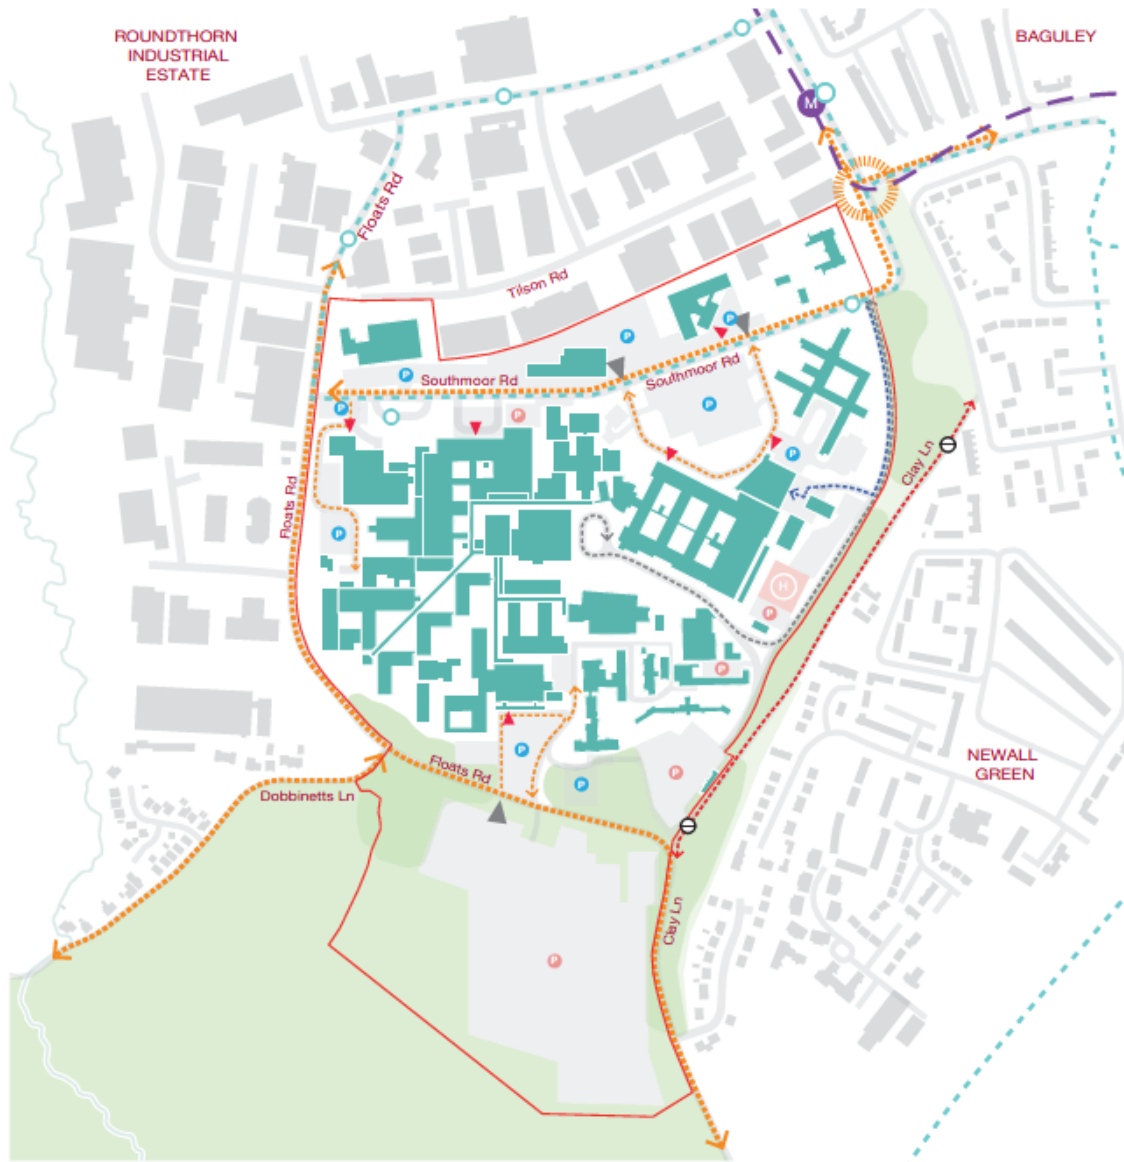 ROUNDTHORN
INDUSTRIAL
ESTATE
BAGULEY
M
Floats Rd
Tilson Rd
P
P
P
Southmoor Rd
Southmoor Rd
P
P
P
P
Clay Ln
Floats Rd
P
H
P
P
NEWALL
GREEN
P
Floats Rd
P
P
Dobbinetts Ln
Clay Ln
P